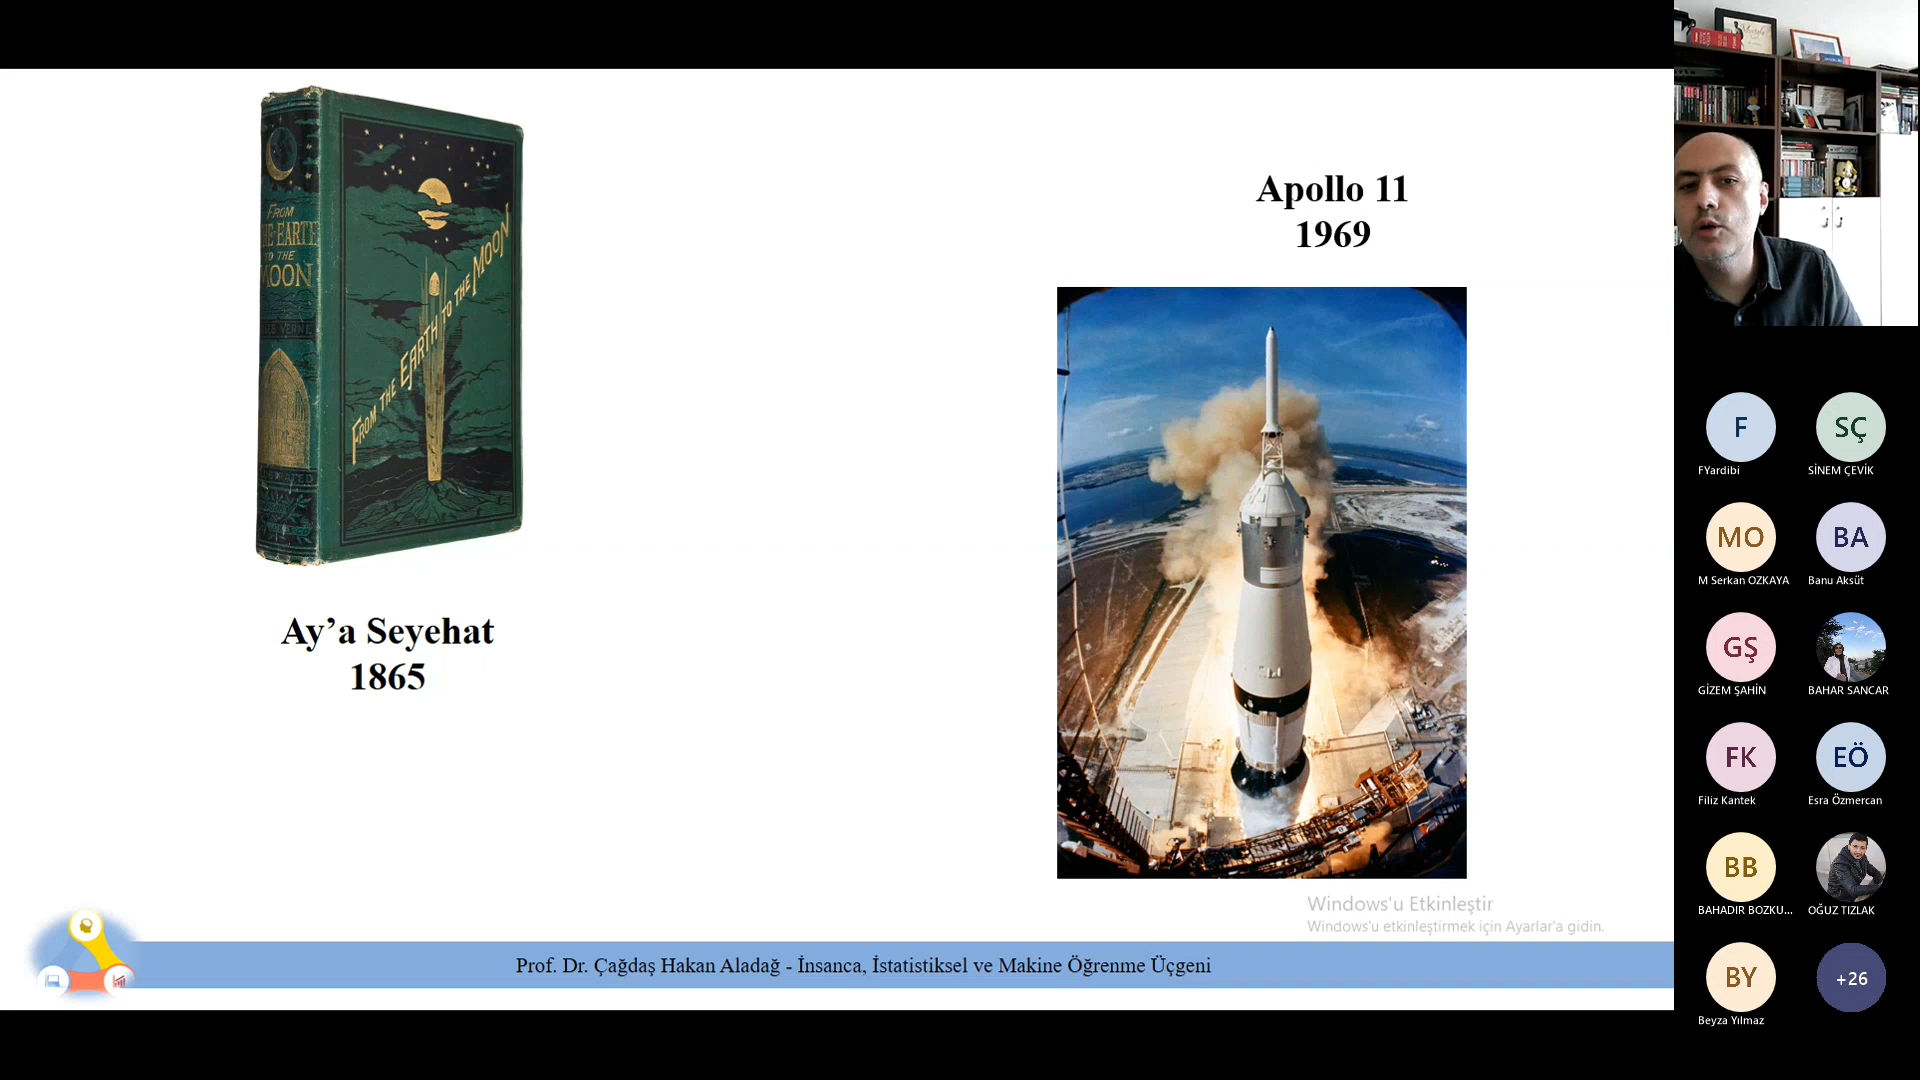 FROM
THE EARTH
TO THE
MOON
FROM THE EARTH TO THE MOON
Ay’a Seyehat
1865
Apollo 11
1969
Windows'u Etkinleştir
Windows'u etkinleştirmek için Ayarlar'a gidin.
Prof. Dr. Çağdaş Hakan Aladağ - İnsanca, İstatistiksel ve Makine Öğrenme Üçgeni
F
FYardibi
SÇ
SİNEM ÇEVİK
MO
M Serkan OZKAYA
BA
Banu Aksüt
GŞ
GİZEM ŞAHİN
BAHAR SANCAR
FK
Filiz Kantek
EÖ
Esra Özmercan
BB
BAHADIR BOZKU...
OĞUZ TIZLAK
BY
Beyza Yılmaz
+26